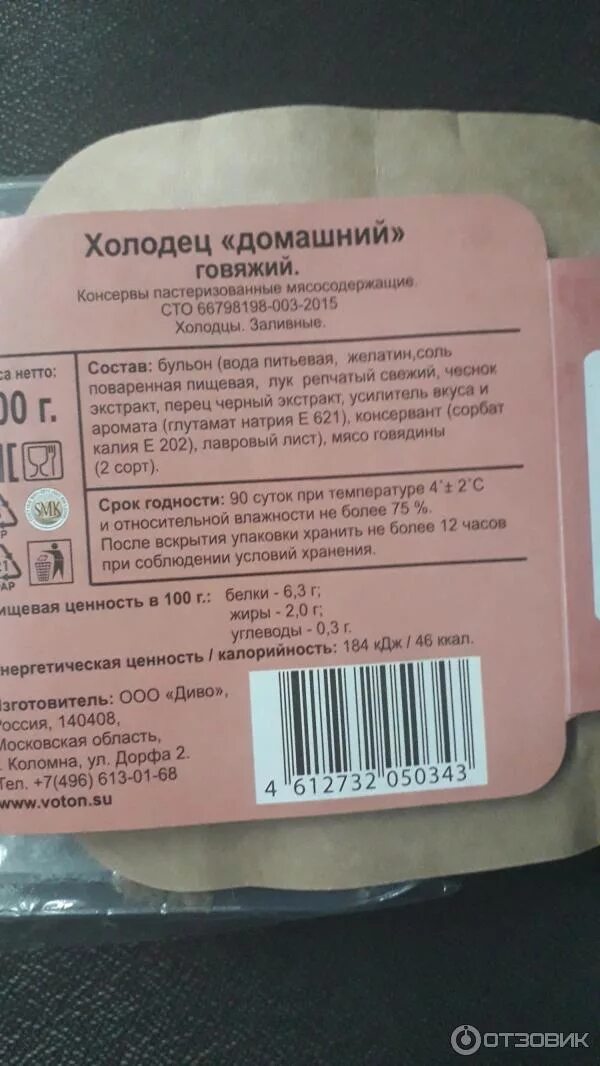 Холодец «домашний»
говяжий.
Консервы пастеризованные мясосодержащие.
СТО 66798198-003-2015
Холодцы. Заливные.
са нетто:
00 г.
Состав: бульон (вода питьевая, желатин,соль
поваренная пищевая, лук репчатый свежий, чеснок
экстракт, перец черный экстракт, усилитель вкуса и
аромата (глутамат натрия Е 621), консервант (сорбат
калия Е 202), лавровый лист), мясо говядины
(2 сорт).
SMK
Срок годности: 90 суток при температуре 4˚± 2˚С
и относительной влажности не более 75 %.
После вскрытия упаковки хранить не более 12 часов
при соблюдении условий хранения.
21
АР
ищевая ценность в 100 г.: белки - 6,3 г;
жиры - 2,0 г;
углеводы - 0,3 г.
нергетическая ценность / калорийность: 184 кДж / 46 ккал.
зготовитель: ООО «Диво»,
Россия, 140408,
Московская область,
. Коломна, ул. Дорфа 2.
Тел. +7(496) 613-01-68
www.voton.su
4 612732 050343
ОТЗОВИК